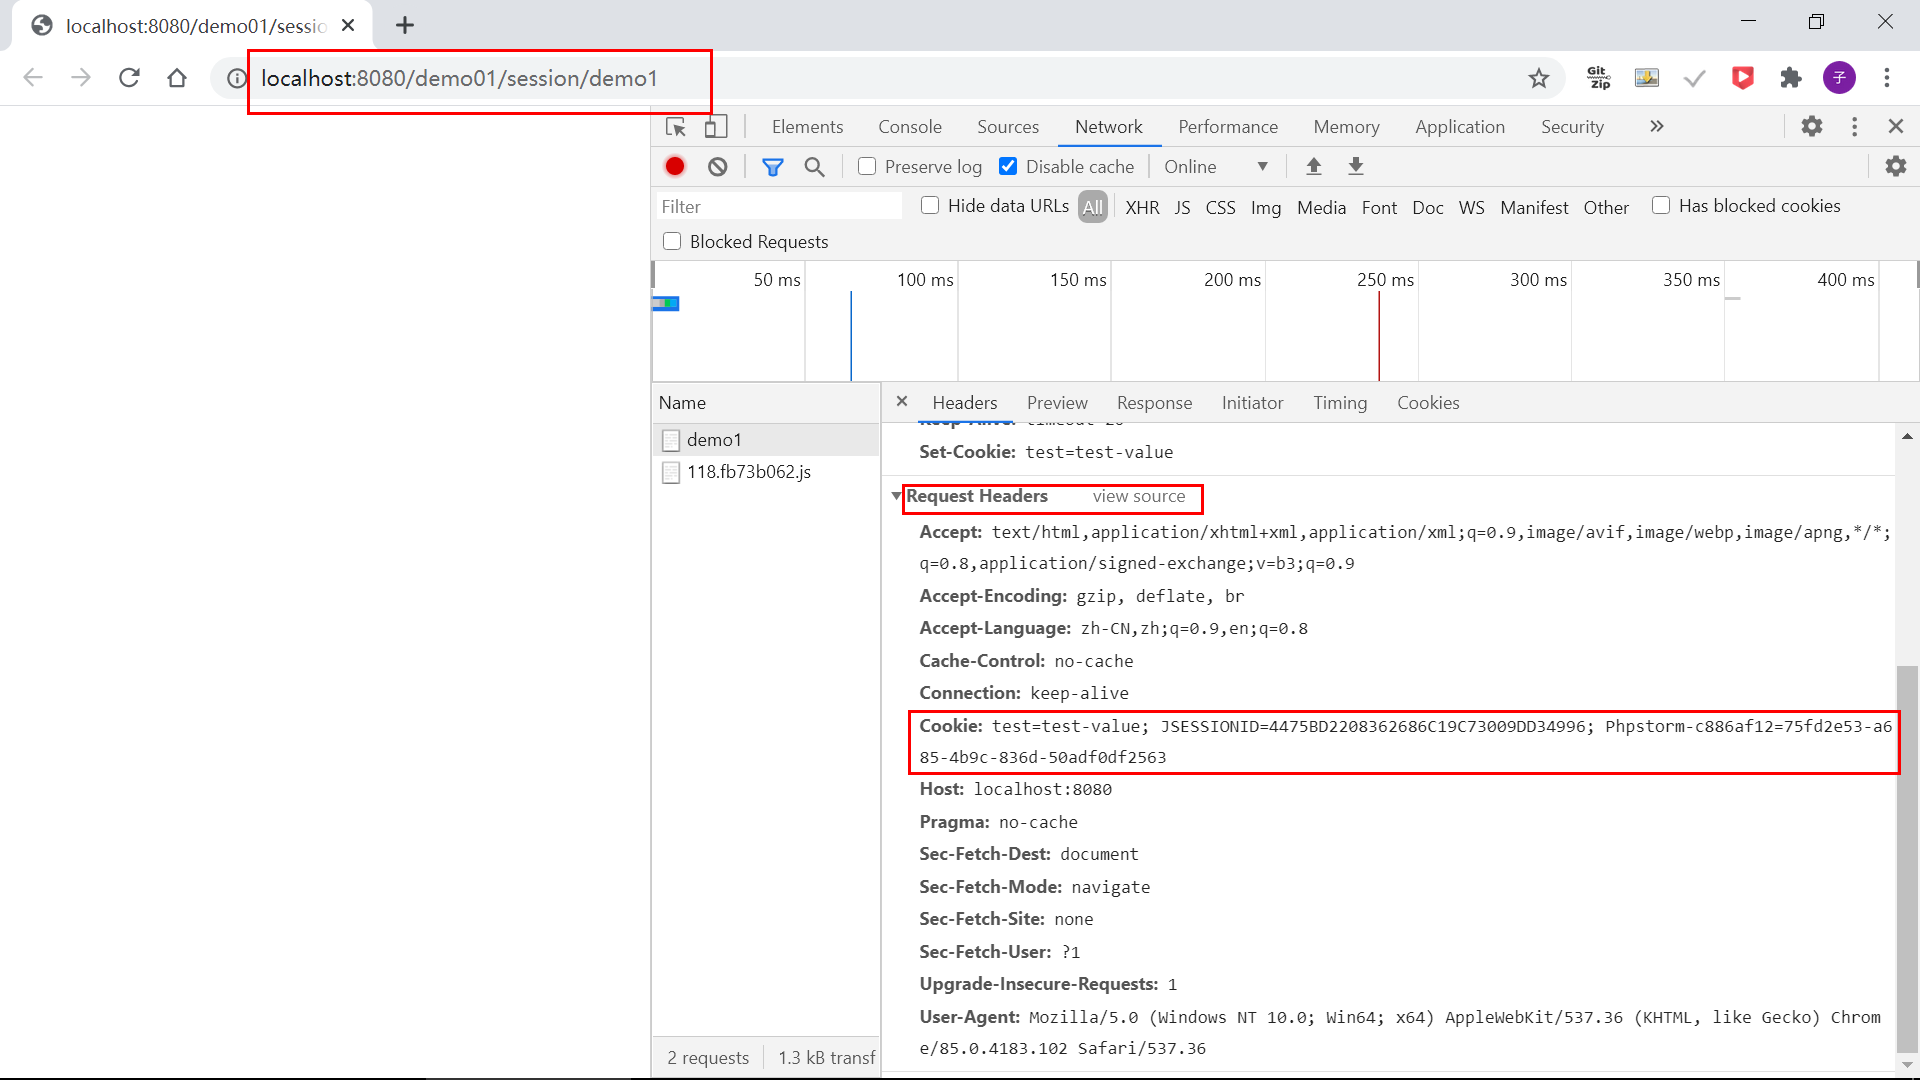 localhost:8080/demo01/sessio
localhost:8080/demo01/session/demo1
Git Zip
子
Elements Console Sources Network Performance Memory Application Security
Preserve log Disable cache Online
Filter Hide data URLs All XHR JS CSS Img Media Font Doc WS Manifest Other Has blocked cookies
Blocked Requests
50 ms 100 ms 150 ms 200 ms 250 ms 300 ms 350 ms 400 ms
Name
demo1
118.fb73b062.js
2 requests 1.3 kB transf
Headers Preview Response Initiator Timing Cookies
Keep-Alive: timeout=20
Set-Cookie: test=test-value
Request Headers view source
Accept: text/html,application/xhtml+xml,application/xml;q=0.9,image/avif,image/webp,image/apng,*/*;
q=0.8,application/signed-exchange;v=b3;q=0.9
Accept-Encoding: gzip, deflate, br
Accept-Language: zh-CN,zh;q=0.9,en;q=0.8
Cache-Control: no-cache
Connection: keep-alive
Cookie: test=test-value; JSESSIONID=4475BD2208362686C19C73009DD34996; Phpstorm-c886af12=75fd2e53-a6
85-4b9c-836d-50adf0df2563
Host: localhost:8080
Pragma: no-cache
Sec-Fetch-Dest: document
Sec-Fetch-Mode: navigate
Sec-Fetch-Site: none
Sec-Fetch-User: ?1
Upgrade-Insecure-Requests: 1
User-Agent: Mozilla/5.0 (Windows NT 10.0; Win64; x64) AppleWebKit/537.36 (KHTML, like Gecko) Chrom
e/85.0.4183.102 Safari/537.36